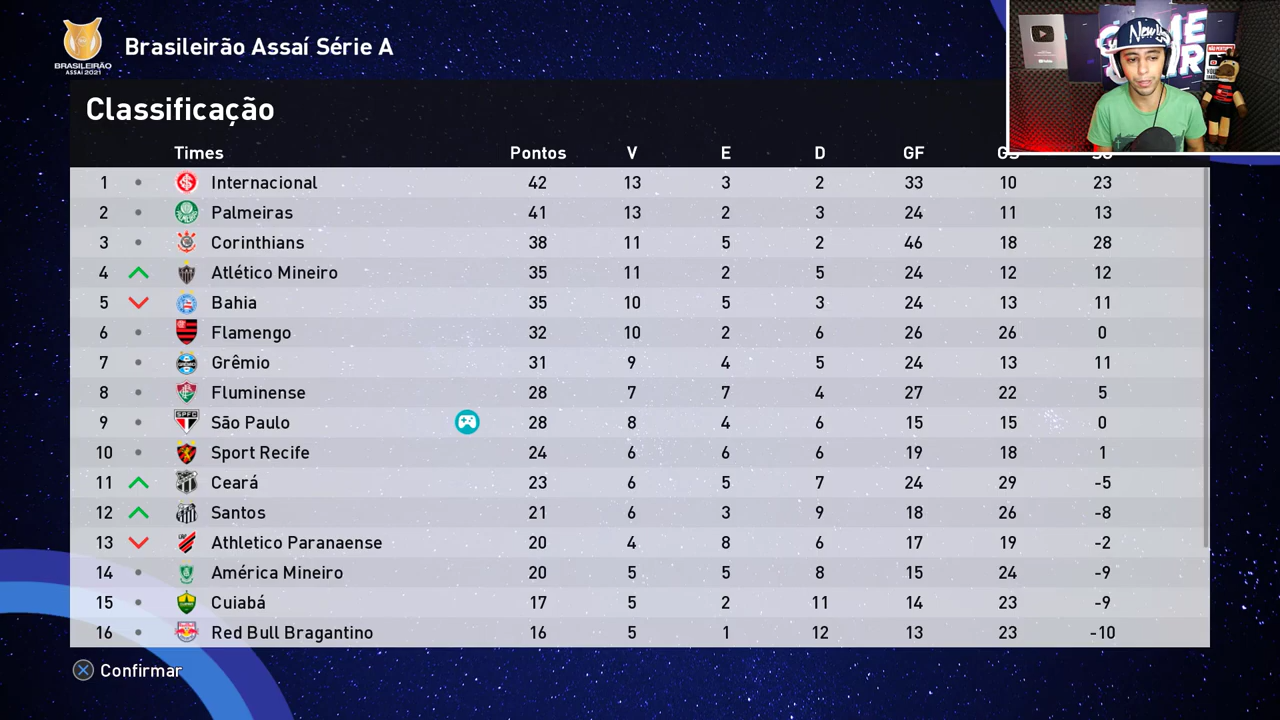 Brasileirão Assaí Série A
BRASILEIRÃO
ASSAÍ 2021
Classificação
Times Pontos V E D GF
1 Internacional 42 13 3 2 33 10 23
2 Palmeiras 41 13 2 3 24 11 13
3 Corinthians 38 11 5 2 46 18 28
4 Atlético Mineiro 35 11 2 5 24 12 12
5 Bahia 35 10 5 3 24 13 11
6 Flamengo 32 10 2 6 26 26 0
7 Grêmio 31 9 4 5 24 13 11
8 Fluminense 28 7 7 4 27 22 5
9 São Paulo 28 8 4 6 15 15 0
10 Sport Recife 24 6 6 6 19 18 1
11 Ceará 23 6 5 7 24 29 -5
12 Santos 21 6 3 9 18 26 -8
13 Athletico Paranaense 20 4 8 6 17 19 -2
14 América Mineiro 20 5 5 8 15 24 -9
15 Cuiabá 17 5 2 11 14 23 -9
16 Red Bull Bragantino 16 5 1 12 13 23 -10
Confirmar